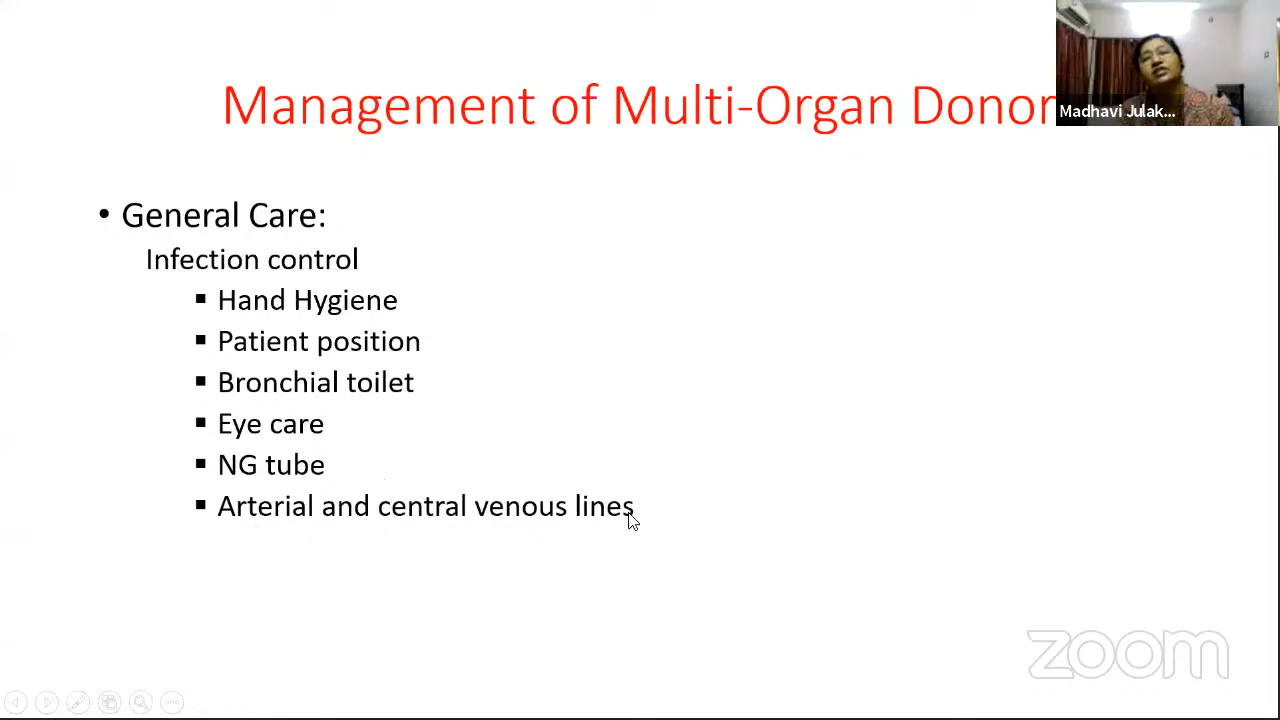 Management of Multi-Organ Donor
Madhavi Julak...
• General Care:
Infection control
▪ Hand Hygiene
▪ Patient position
▪ Bronchial toilet
▪ Eye care
▪ NG tube
▪ Arterial and central venous lines
zoom